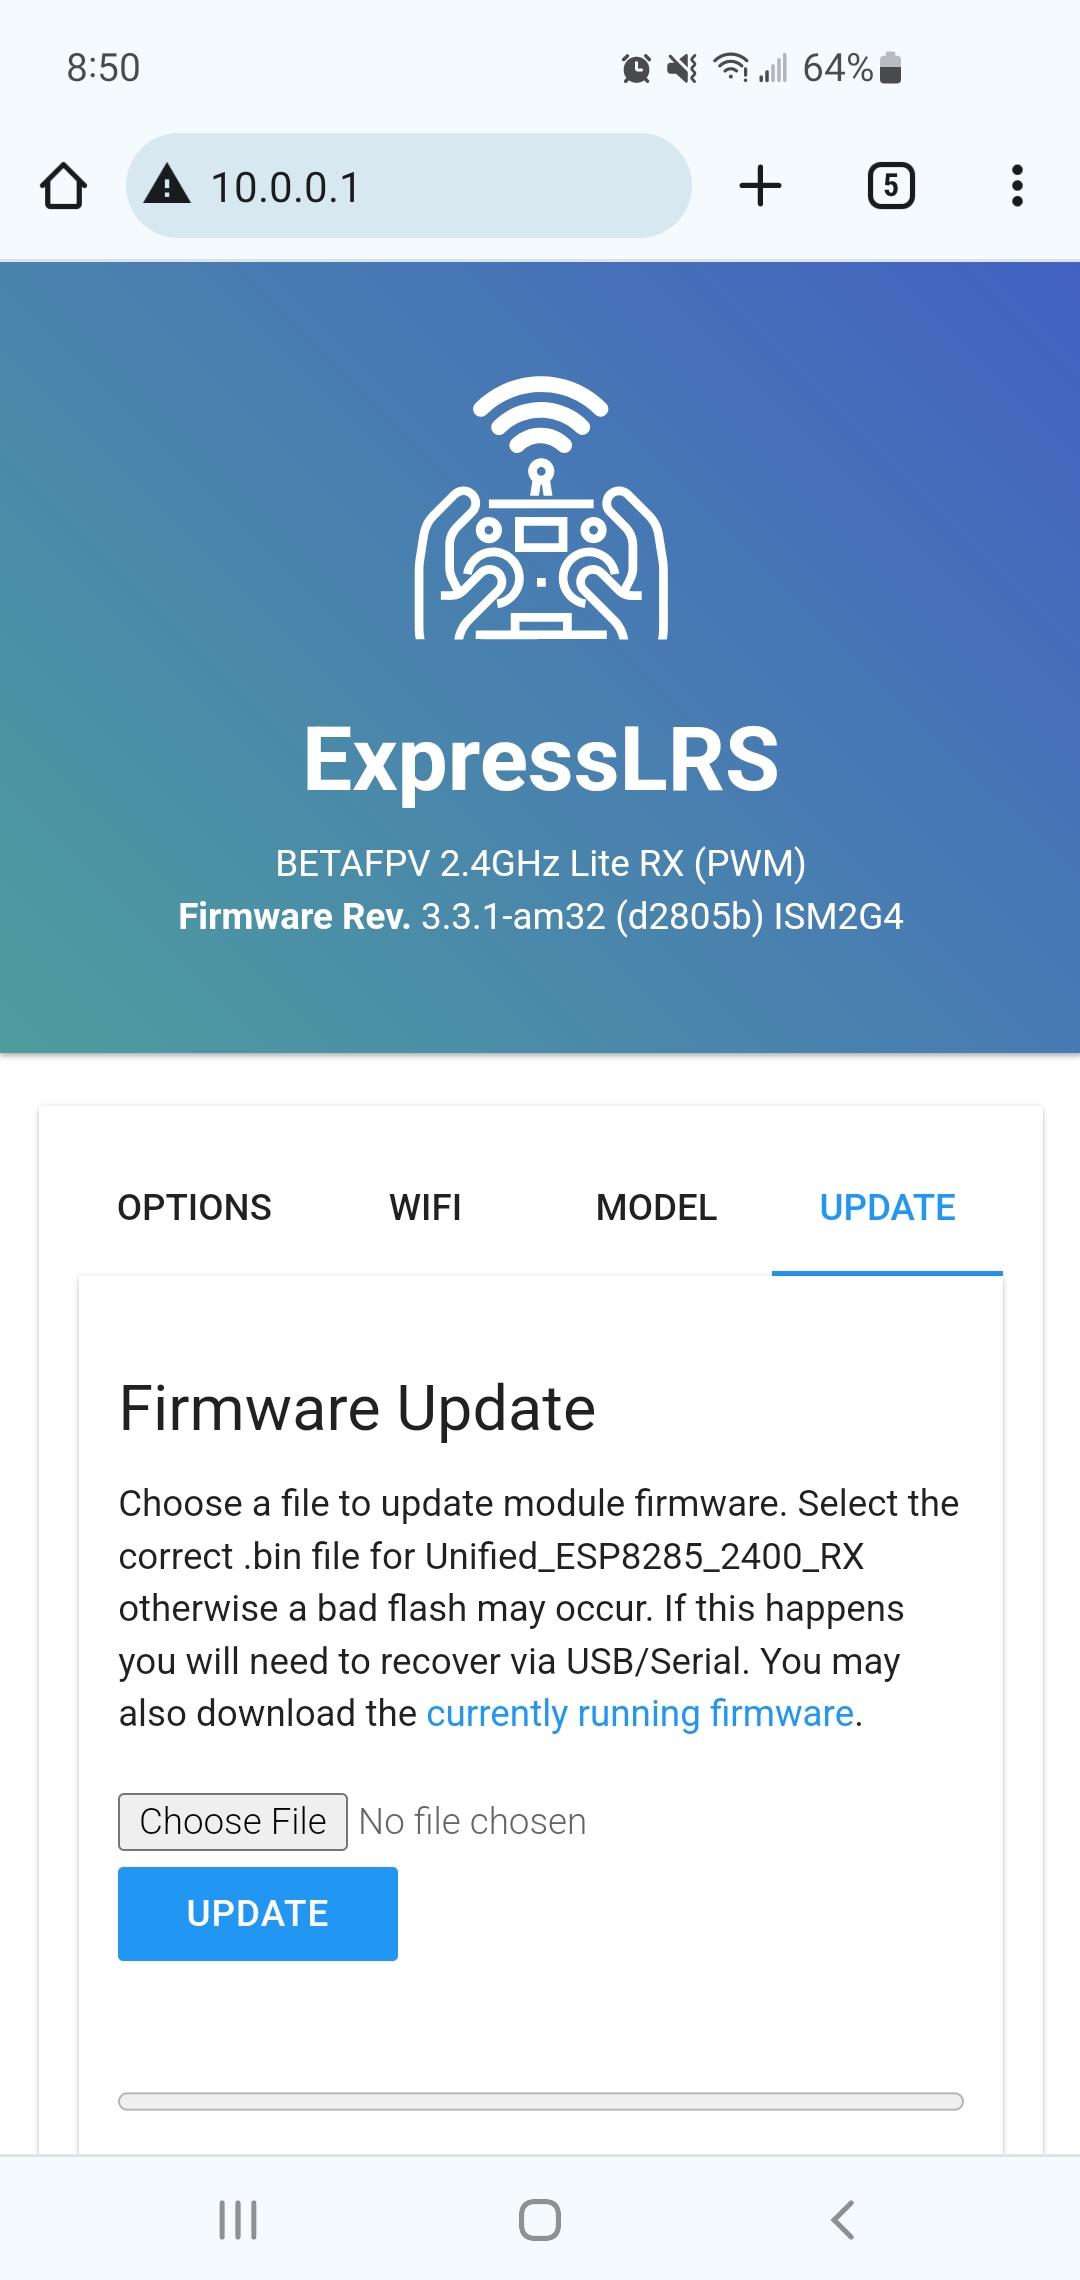 8:50
64%
10.0.0.1
5
ExpressLRS
BETAFPV 2.4GHz Lite RX (PWM)
Firmware Rev. 3.3.1-am32 (d2805b) ISM2G4
OPTIONS WIFI MODEL UPDATE
Firmware Update
Choose a file to update module firmware. Select the
correct .bin file for Unified_ESP8285_2400_RX
otherwise a bad flash may occur. If this happens
you will need to recover via USB/Serial. You may
also download the currently running firmware.
Choose File No file chosen
UPDATE